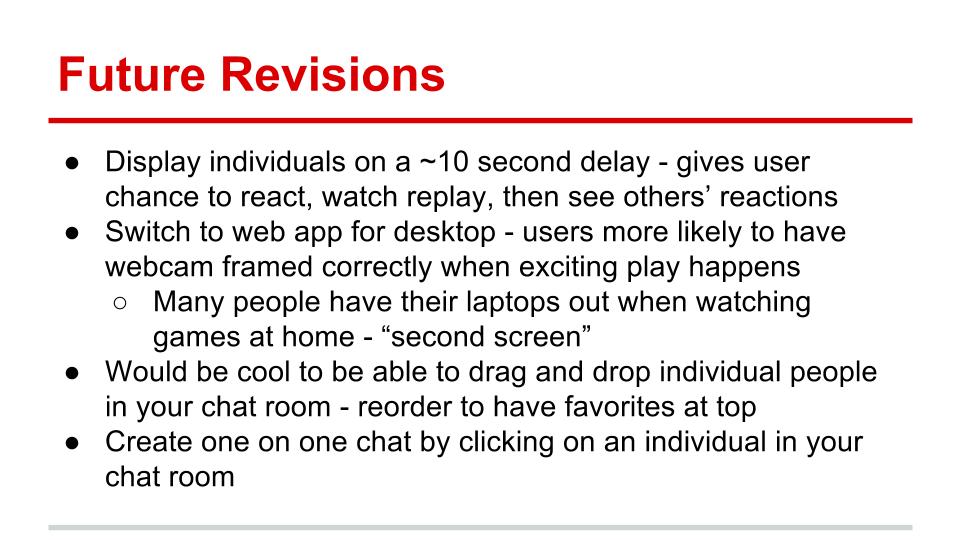 Future Revisions
● Display individuals on a ~10 second delay - gives user
chance to react, watch replay, then see others’ reactions
● Switch to web app for desktop - users more likely to have
webcam framed correctly when exciting play happens
○ Many people have their laptops out when watching
games at home - “second screen”
● Would be cool to be able to drag and drop individual people
in your chat room - reorder to have favorites at top
● Create one on one chat by clicking on an individual in your
chat room